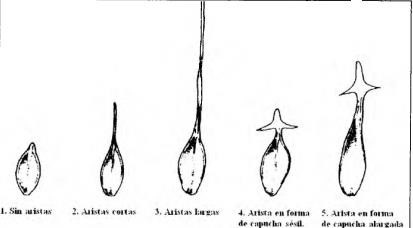 1. Sin aristas 2. Aristas cortas 3. Aristas largas 4. Arista en forma 5. Arista en forma
de capucha sésil. de capucha alargada